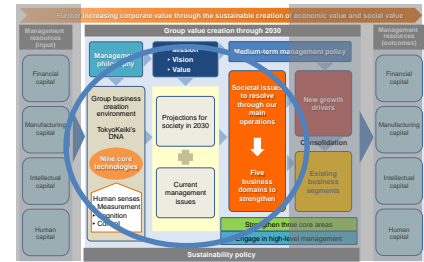 Further increasing corporate value through the sustainable creation of economic value and social value
Management
resources
(input)
Group value creation through 2030
Management
resources
(outcomes)
Management
philosophy
• Mission
• Vision
• Value
Medium-term management policy
Financial
capital
Manufacturing
capital
Intellectual
capital
Human
capital
Group business
creation
environment
TokyoKeiki's
DNA
Nine core
technologies
Human senses
• Measurement
• Cognition
• Control
Projections for
society in 2030
Current
management
issues
Societal issues
to resolve
through our
main
operations
Five
business
domains to
strengthen
New growth
drivers
Consolidation
Existing
business
segments
Strengthen three core areas
Engage in high-level management
Financial
capital
Manufacturing
capital
Intellectual
capital
Human
capital
Sustainability policy